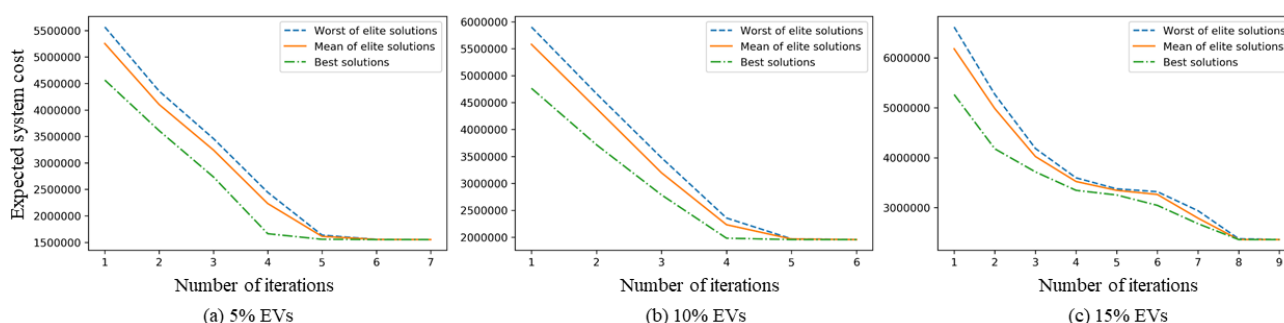 Expected system cost
5500000
5000000
4500000
4000000
3500000
3000000
2500000
2000000
1500000
Worst of elite solutions
Mean of elite solutions
Best solutions
1 2 3 4 5 6 7
Number of iterations
(a) 5% EVs
6000000
5500000
5000000
4500000
4000000
3500000
3000000
2500000
2000000
Worst of elite solutions
Mean of elite solutions
Best solutions
1 2 3 4 5 6
Number of iterations
(b) 10% EVs
6000000
5000000
4000000
3000000
Worst of elite solutions
Mean of elite solutions
Best solutions
1 2 3 4 5 6 7 8 9
Number of iterations
(c) 15% EVs